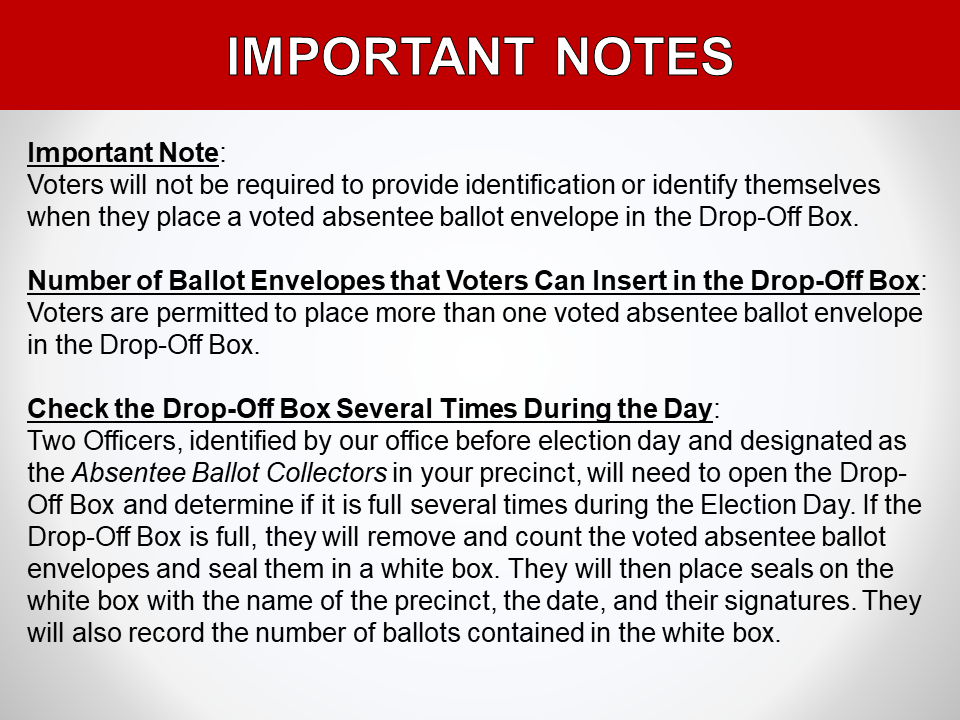 IMPORTANT NOTES
Important Note:
Voters will not be required to provide identification or identify themselves
when they place a voted absentee ballot envelope in the Drop-Off Box.
Number of Ballot Envelopes that Voters Can Insert in the Drop-Off Box:
Voters are permitted to place more than one voted absentee ballot envelope
in the Drop-Off Box.
Check the Drop-Off Box Several Times During the Day:
Two Officers, identified by our office before election day and designated as
the Absentee Ballot Collectors in your precinct, will need to open the Drop-
Off Box and determine if it is full several times during the Election Day. If the
Drop-Off Box is full, they will remove and count the voted absentee ballot
envelopes and seal them in a white box. They will then place seals on the
white box with the name of the precinct, the date, and their signatures. They
will also record the number of ballots contained in the white box.